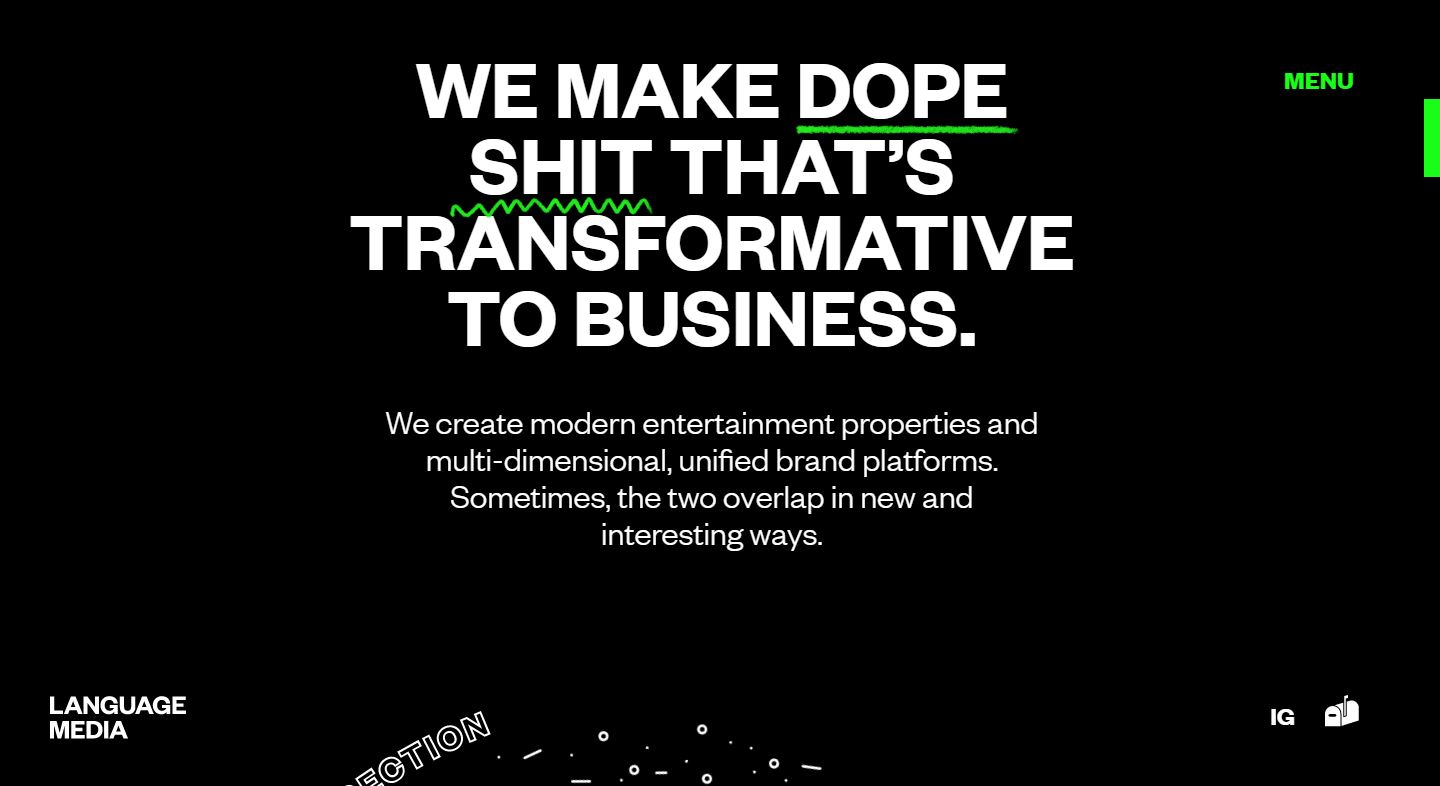 WE MAKE DOPE
MENU
SHIT THAT’S
TRANSFORMATIVE
TO BUSINESS.
We create modern entertainment properties and
multi-dimensional, unified brand platforms.
Sometimes, the two overlap in new and
interesting ways.
LANGUAGE
MEDIA
IG